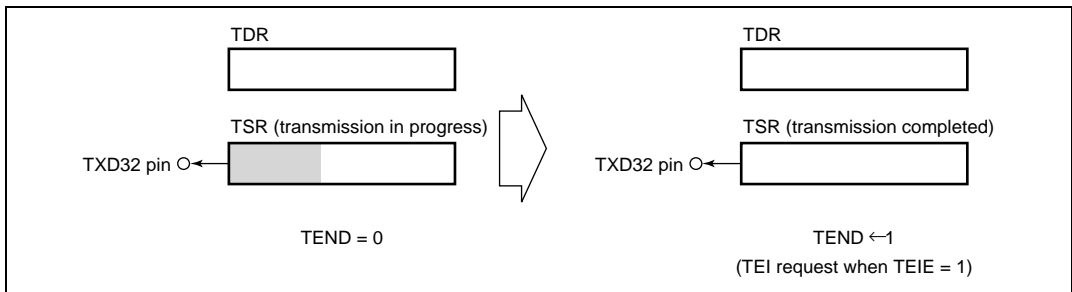 TDR
TSR (transmission in progress)
TXD32 pin
TEND = 0
TDR
TSR (transmission completed)
TXD32 pin
TEND ←1
(TEI request when TEIE = 1)